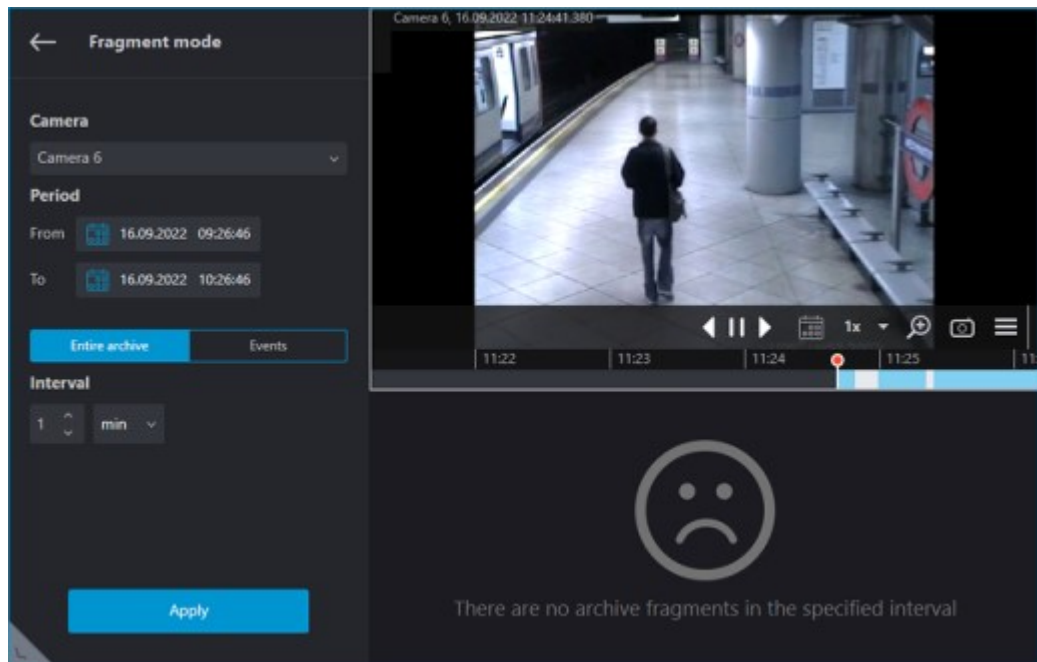 Fragment mode
Camera
Camera 6
Period
From 16.09.2022 09:26:46
To 16.09.2022 10:26:46
Entire archive Events
Interval
1 min
Apply
Camera 6, 16.09.2022 11:24:41.380
1x
11:22 11:23 11:24 11:25 11:
There are no archive fragments in the specified interval